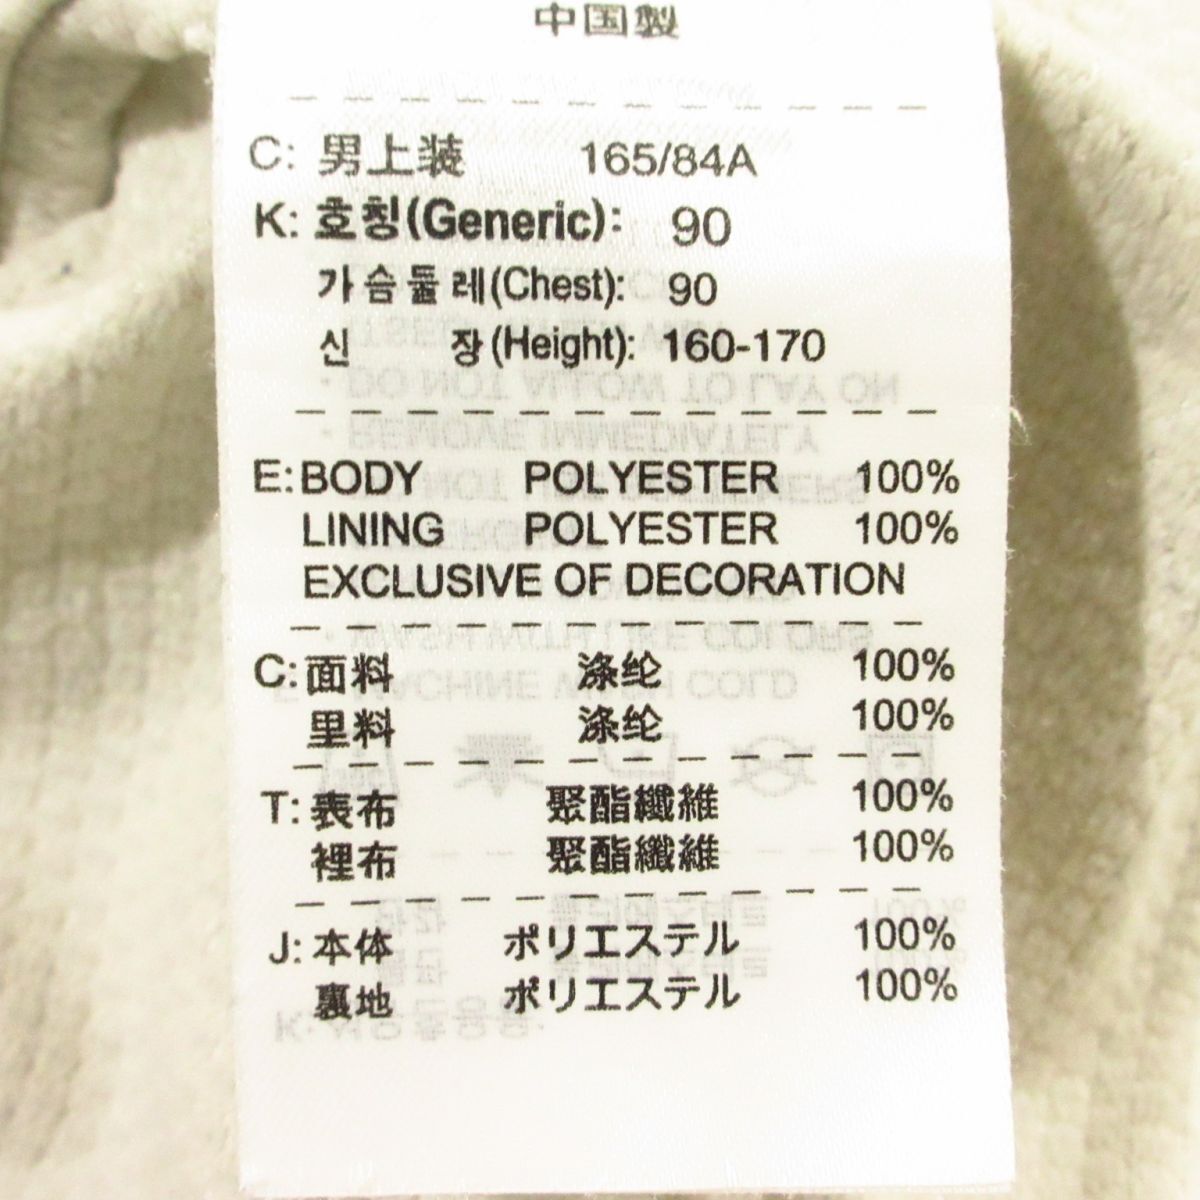 中国製
C: 男上装 165/84A
K: 호칭(Generic): 90
가슴둘레(Chest): 90
신 장(Height): 160-170
E: BODY POLYESTER 100%
LINING POLYESTER 100%
EXCLUSIVE OF DECORATION
C: 面料 涤纶 100%
里料 涤纶 100%
T: 表布 聚酯纖維 100%
裡布 聚酯纖維 100%
J: 本体 ポリエステル 100%
裏地 ポリエステル 100%